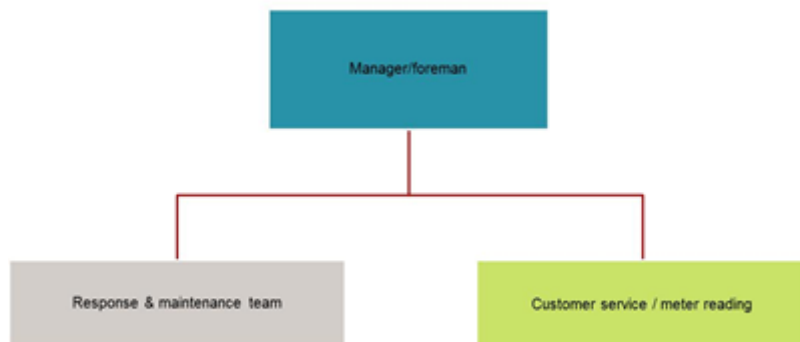 Manager/foreman
Response & maintenance team
Customer service / meter reading